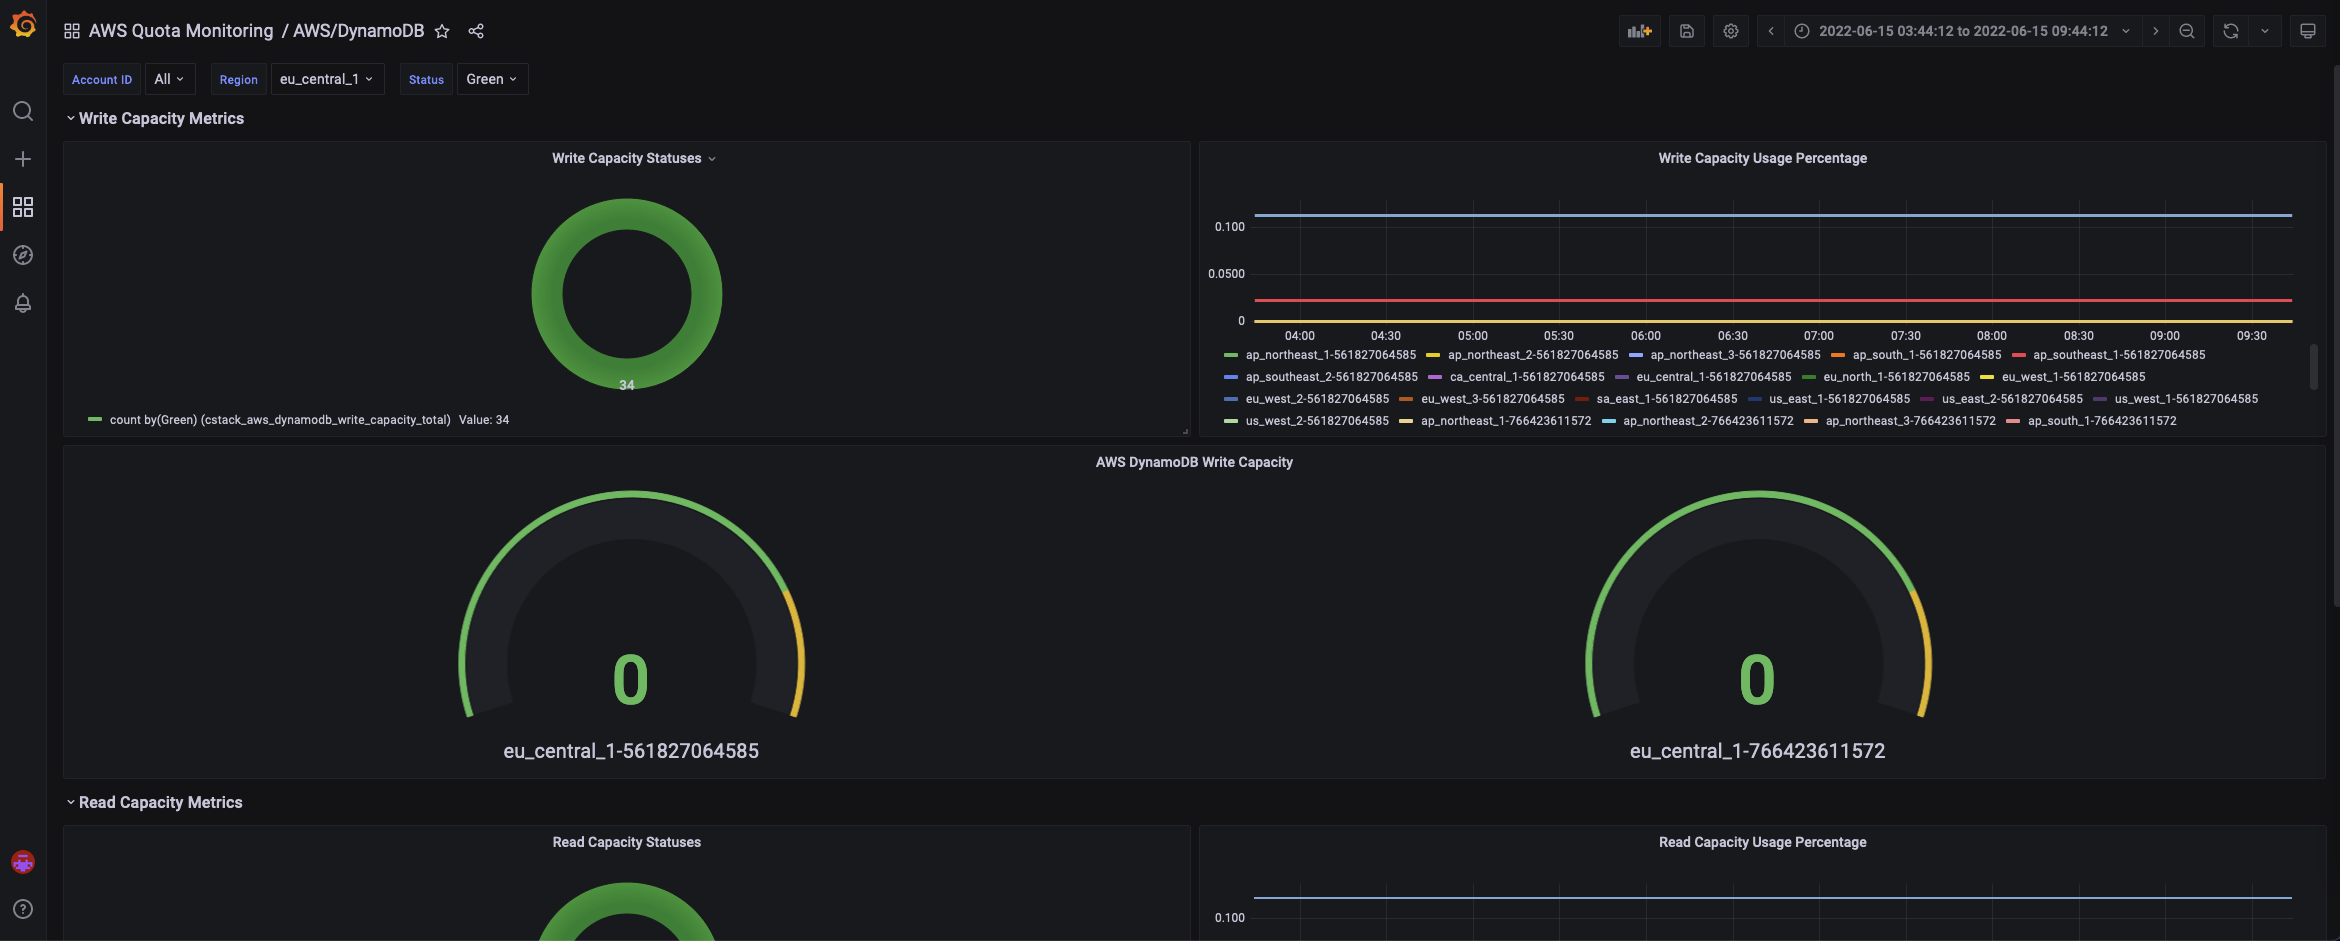 AWS Quota Monitoring / AWS/DynamoDB
2022-06-15 03:44:12 to 2022-06-15 09:44:12
Account ID All Region eu_central_1 Status Green
Write Capacity Metrics
Write Capacity Statuses
34
count by(Green) (cstack_aws_dynamodb_write_capacity_total) Value: 34
Write Capacity Usage Percentage
0.100
0.0500
0
04:00 04:30 05:00 05:30 06:00 06:30 07:00 07:30 08:00 08:30 09:00 09:30
ap_northeast_1-561827064585 ap_northeast_2-561827064585 ap_northeast_3-561827064585 ap_south_1-561827064585 ap_southeast_1-561827064585
ap_southeast_2-561827064585 ca_central_1-561827064585 eu_central_1-561827064585 eu_north_1-561827064585 eu_west_1-561827064585
eu_west_2-561827064585 eu_west_3-561827064585 sa_east_1-561827064585 us_east_1-561827064585 us_east_2-561827064585 us_west_1-561827064585
us_west_2-561827064585 ap_northeast_1-766423611572 ap_northeast_2-766423611572 ap_northeast_3-766423611572 ap_south_1-766423611572
AWS DynamoDB Write Capacity
0
eu_central_1-561827064585
0
eu_central_1-766423611572
Read Capacity Metrics
Read Capacity Statuses
Read Capacity Usage Percentage
0.100